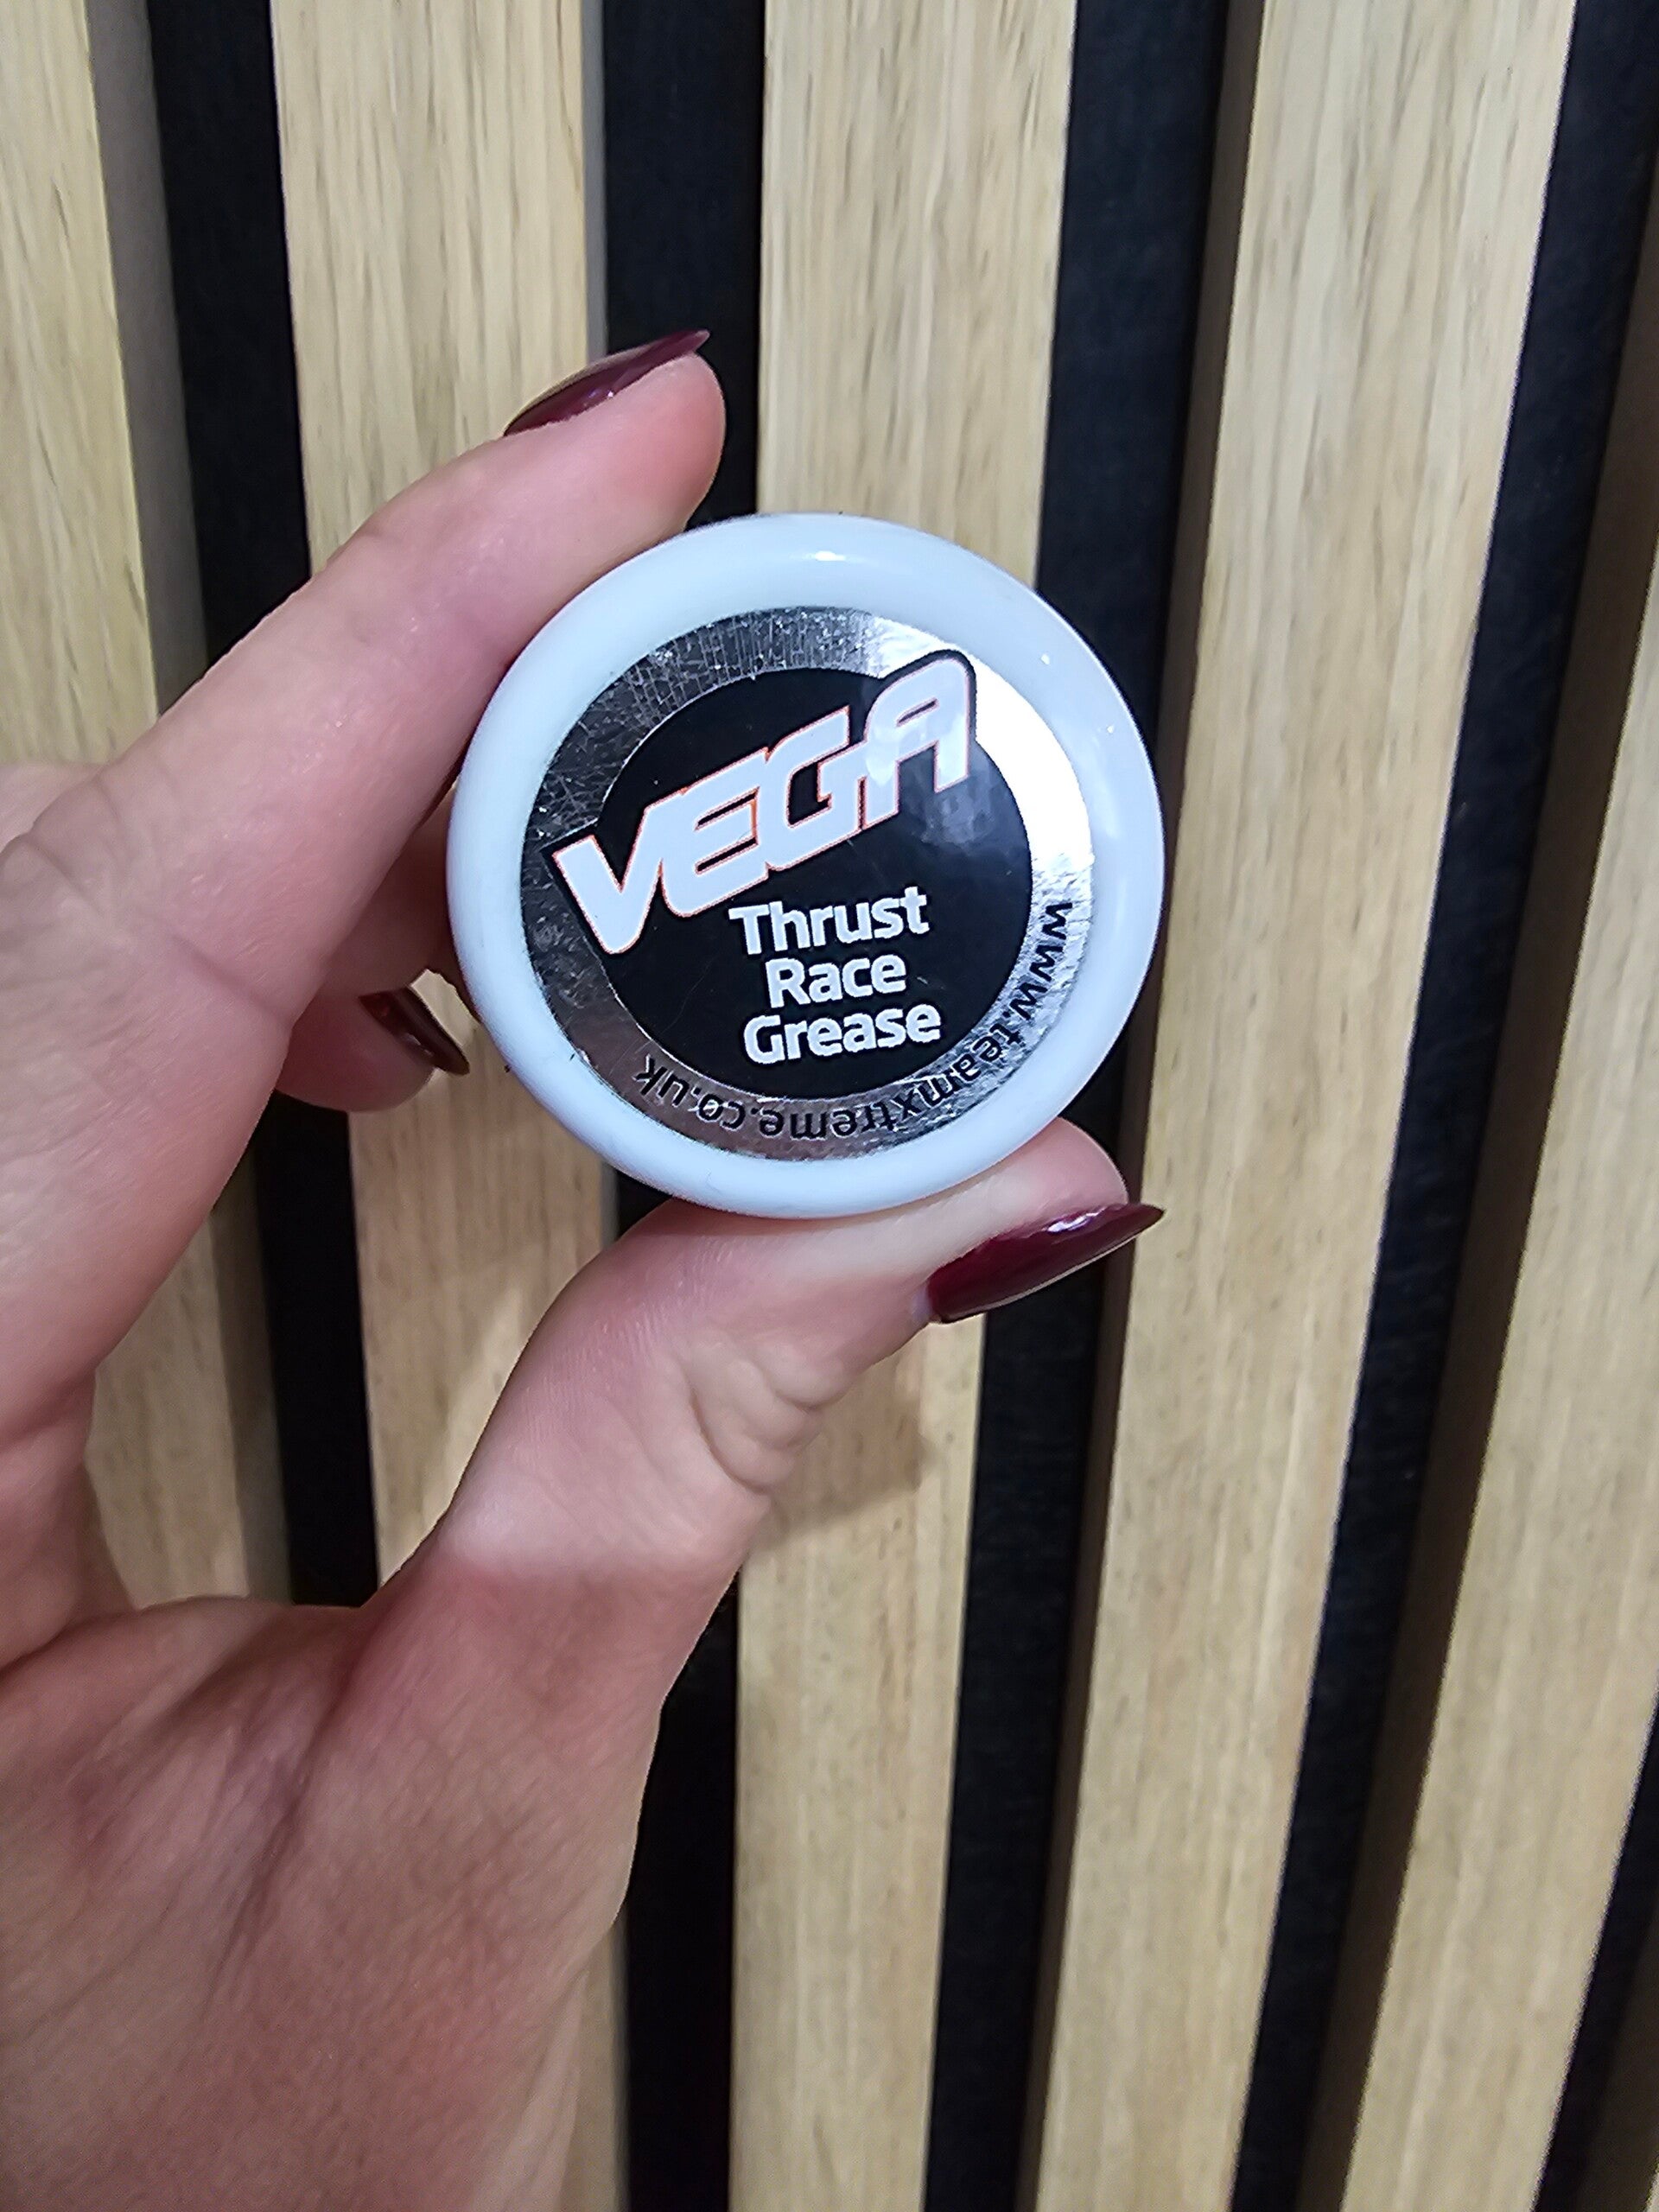 VEGA
Thrust
Race
Grease
www.teamxtreme.co.uk